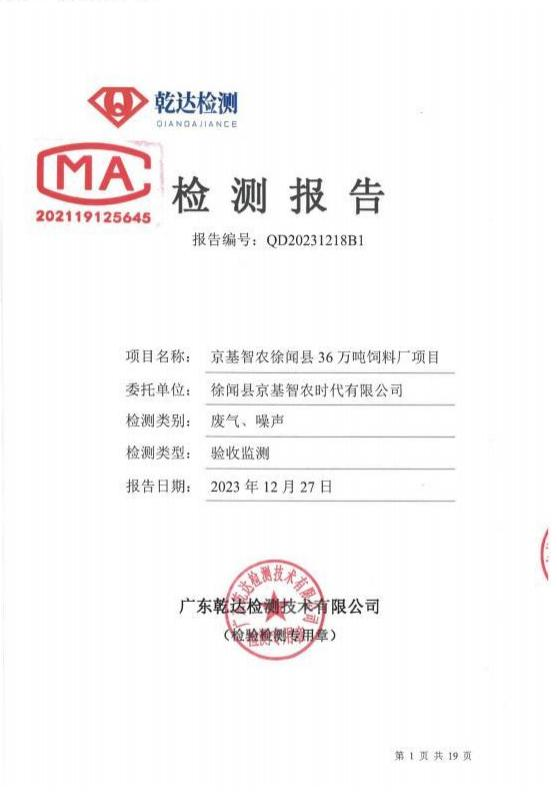 乾达检测
QIANDAJIANCE
MA
202119125645
检测报告
报告编号：QD20231218B1
项目名称： 京基智农徐闻县 36 万吨饲料厂项目
委托单位： 徐闻县京基智农时代有限公司
检测类别： 废气、噪声
检测类型： 验收监测
报告日期： 2023 年 12 月 27 日
广东乾达检测技术有限公司
（检验检测专用章）
第 1 页 共 19 页